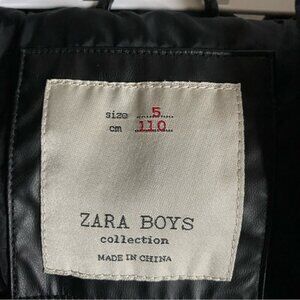 size 5
cm 110
ZARA BOYS
collection
MADE IN CHINA